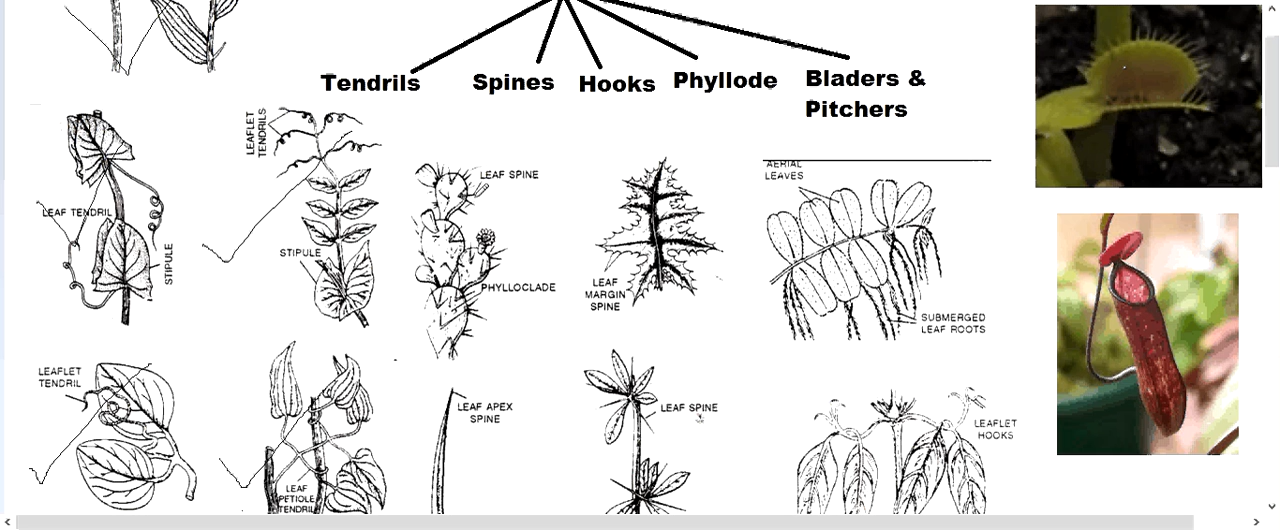 Tendrils
Spines
Hooks
Phyllode
Bladers &
Pitchers
LEAFLET
TENDRILS
LEAF TENDRIL
STIPULE
STIPULE
LEAF SPINE
PHYLLOCLADE
LEAF
MARGIN
SPINE
AERIAL
LEAVES
SUBMERGED
LEAF ROOTS
LEAFLET
TENDRIL
LEAF
PETIOLE
TENDRIL
LEAF APEX
SPINE
LEAF SPINE
LEAFLET
HOOKS